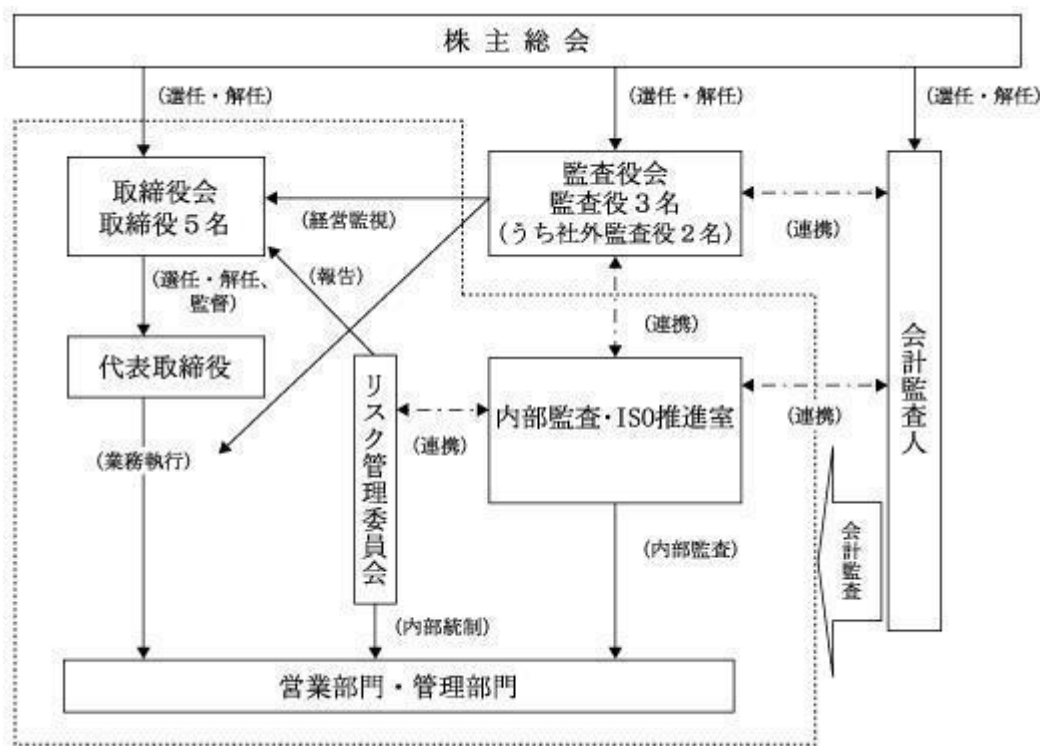 株主総会
(選任・解任)
(選任・解任)
(選任・解任)
取締役会
取締役5名
監査役会
監査役3名
(うち社外監査役2名)
(経営監視)
(連携)
(選任・解任、
監督)
(報告)
(連携)
代表取締役
リスク管理委員会
内部監査・ISO推進室
(連携)
(連携)
会計監査人
(業務執行)
会計監査
(内部監査)
(内部統制)
営業部門・管理部門